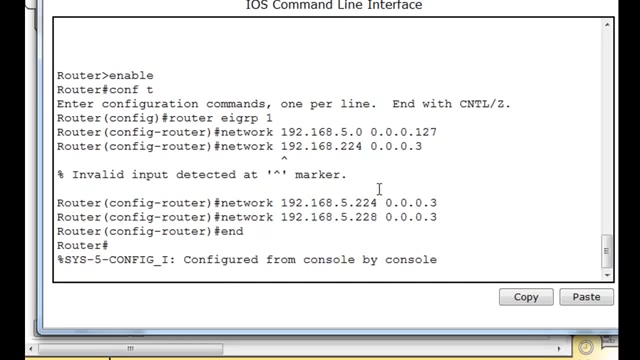 IOS Command Line Interface
Router>enable
Router#conf t
Enter configuration commands, one per line.  End with CNTL/Z.
Router(config)#router eigrp 1
Router(config-router)#network 192.168.5.0 0.0.0.127
Router(config-router)#network 192.168.224 0.0.0.3
^
% Invalid input detected at '^' marker.
Router(config-router)#network 192.168.5.224 0.0.0.3
Router(config-router)#network 192.168.5.228 0.0.0.3
Router(config-router)#end
Router#
%SYS-5-CONFIG_I: Configured from console by console
Copy Paste